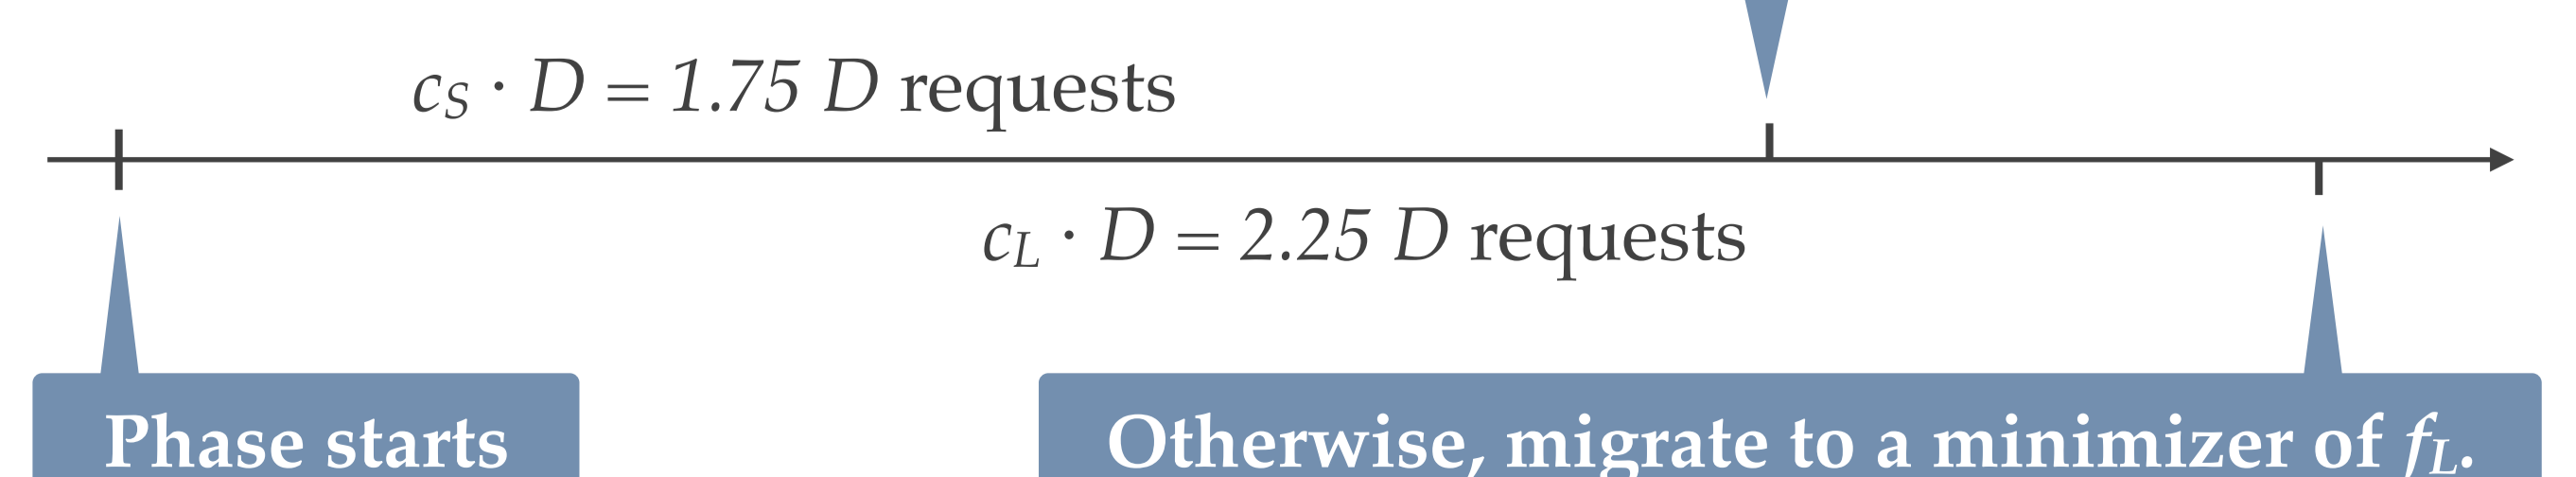 c_S · D = 1.75 D requests
c_L · D = 2.25 D requests
Phase starts
Otherwise, migrate to a minimizer of f_L.